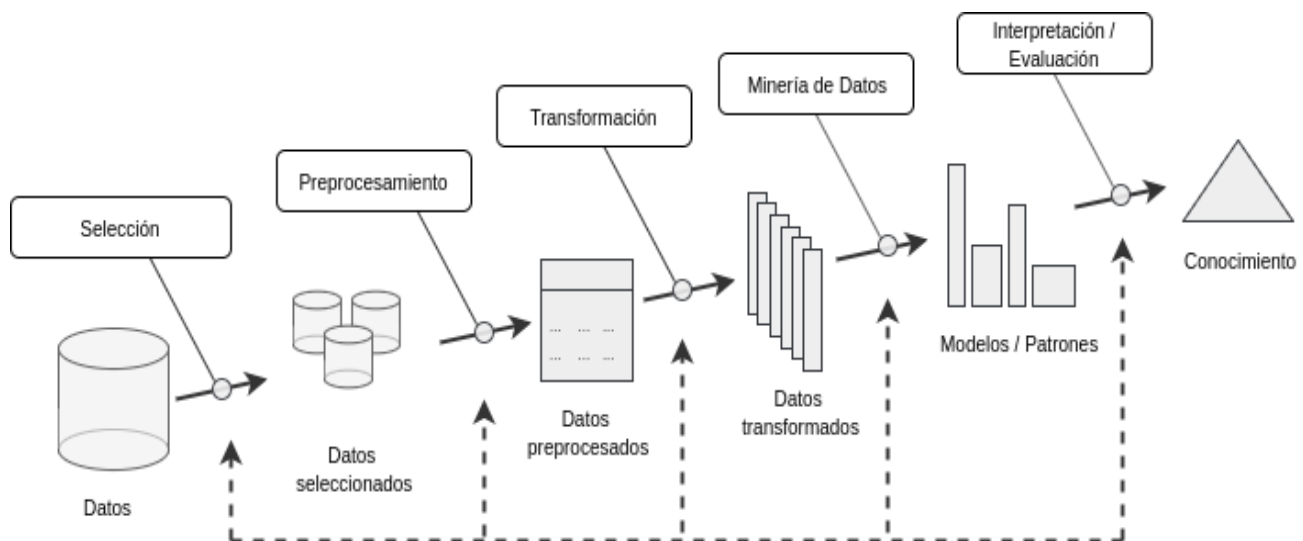 Interpretación /
Evaluación
Minería de Datos
Transformación
Preprocesamiento
Selección
Conocimiento
Modelos / Patrones
Datos
transformados
Datos
preprocesados
... ... ...
... ... ...
Datos
seleccionados
Datos